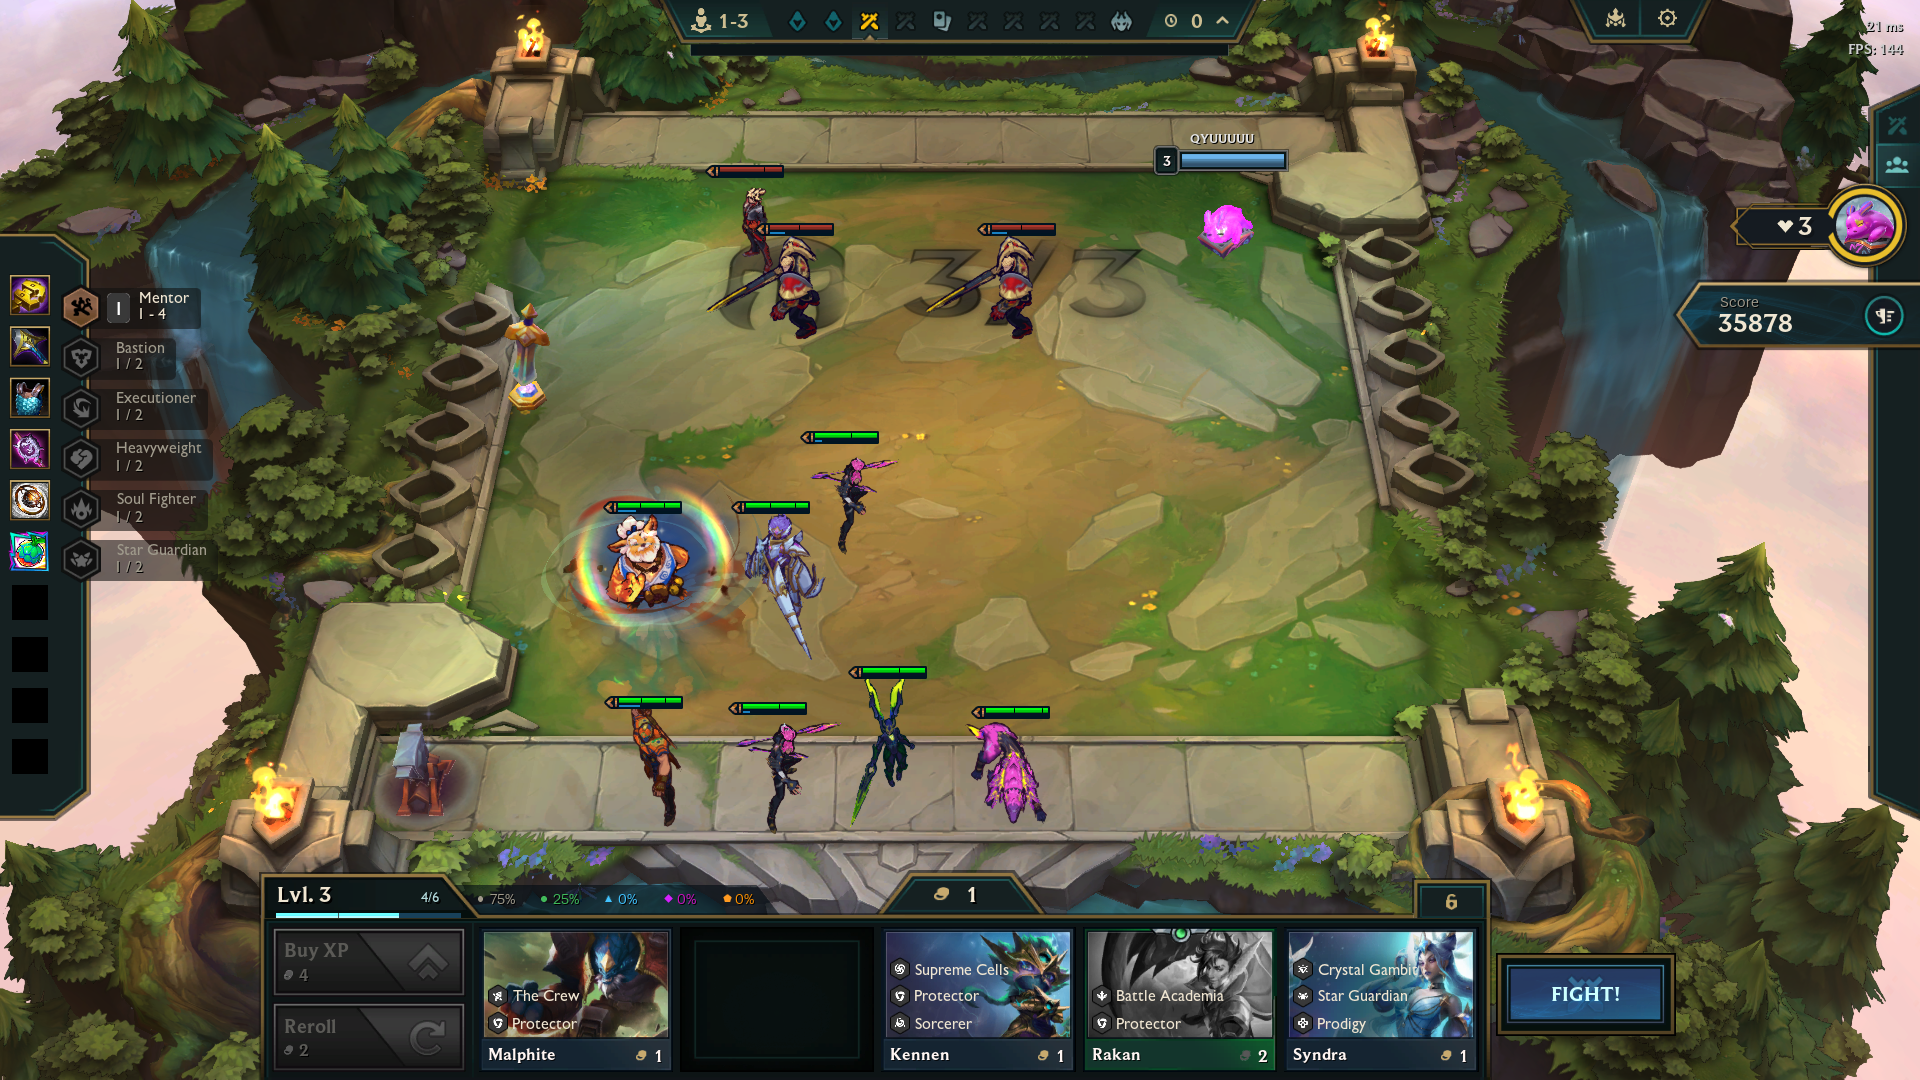 1-3
0
21 ms
FPS: 144
QYUUUUU
3
3/3
3
Score
35878
1
Mentor
1 - 4
Bastion
1 / 2
Executioner
1 / 2
Heavyweight
1 / 2
Soul Fighter
1 / 2
Star Guardian
1 / 2
Lvl. 3
4/6
75%
25%
0%
0%
0%
1
6
Buy XP
4
Reroll
2
The Crew
Protector
Malphite
1
Supreme Cells
Protector
Sorcerer
Kennen
1
Battle Academia
Protector
Rakan
2
Crystal Gambit
Star Guardian
Prodigy
Syndra
1
FIGHT!